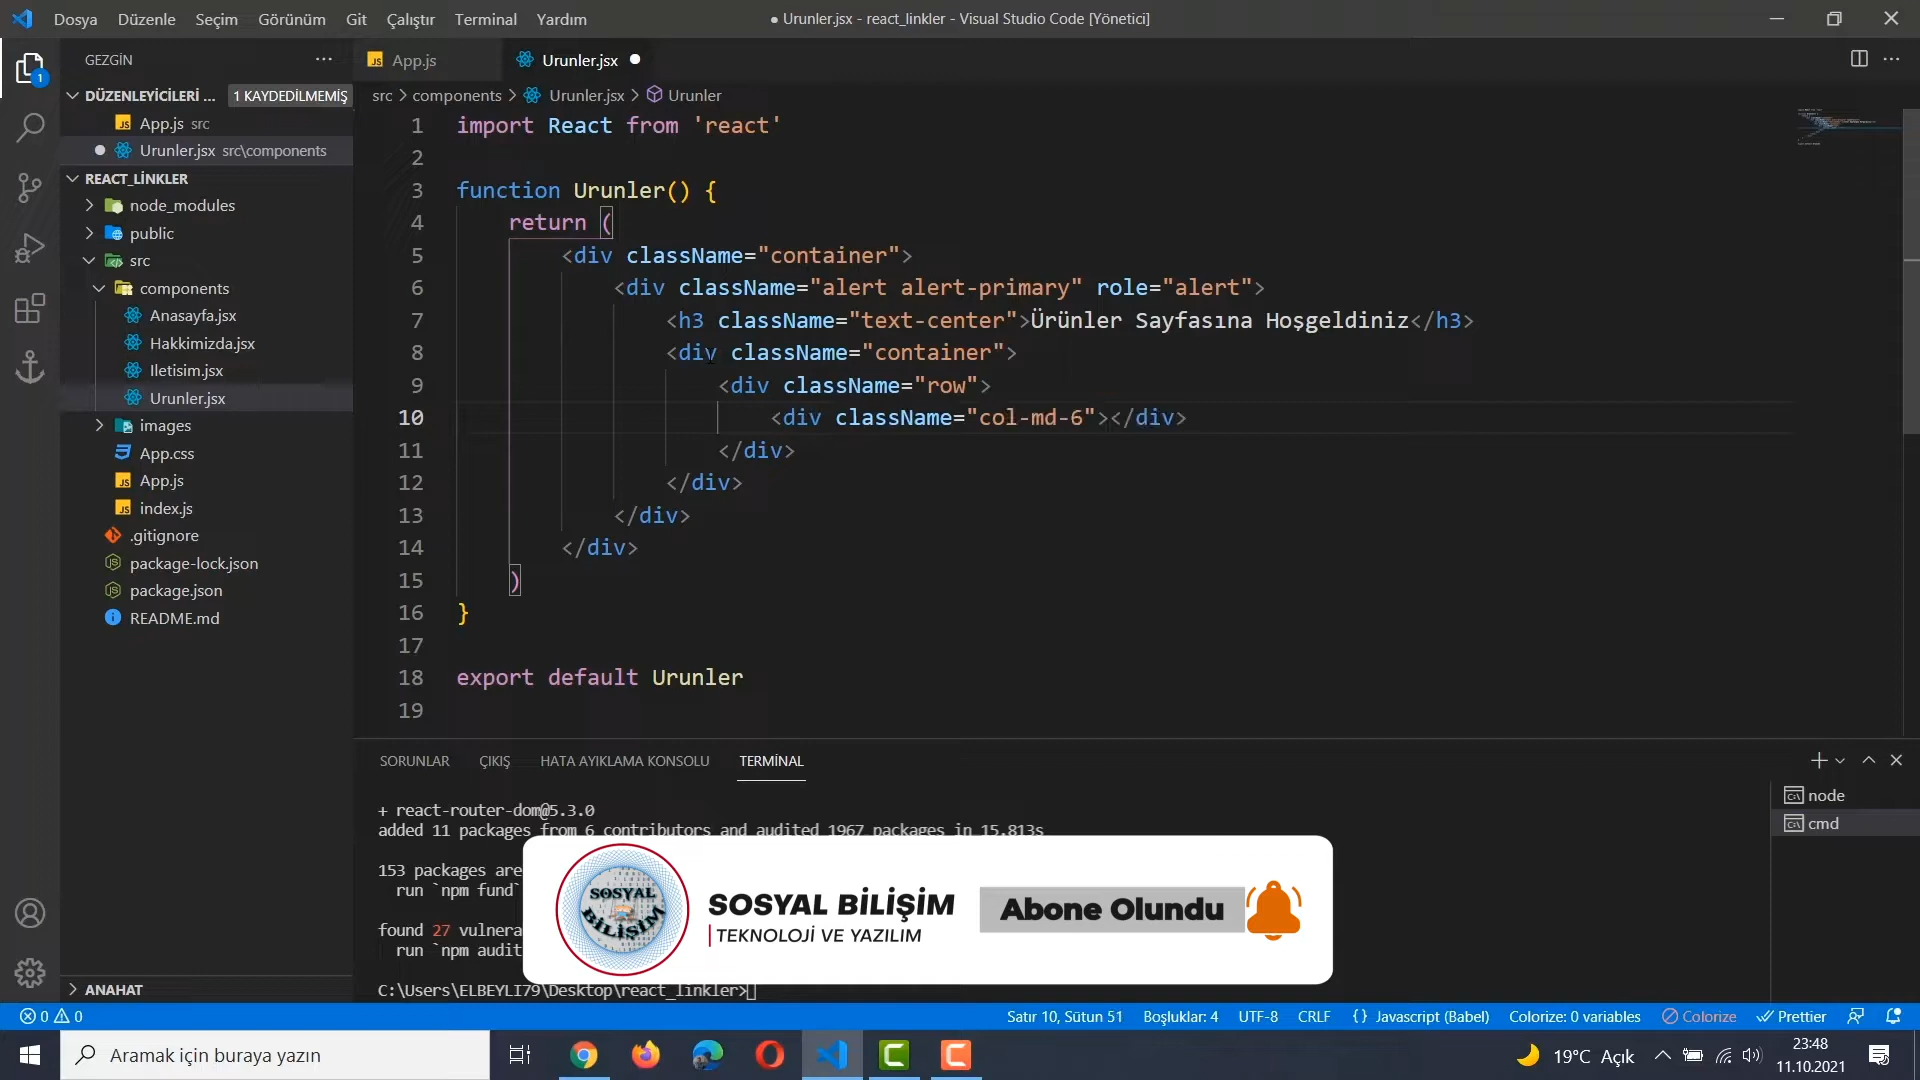 Dosya Düzenle Seçim Görünüm Git Çalıştır Terminal Yardım
● Urunler.jsx - react_linkler - Visual Studio Code [Yönetici]
GEZGİN
App.js
Urunler.jsx
DÜZENLEYİCİLERİ ... 1 KAYDEDİLMEMİŞ
App.js src
Urunler.jsx src\components
REACT_LİNKLER
node_modules
public
src
components
Anasayfa.jsx
Hakkimizda.jsx
Iletisim.jsx
Urunler.jsx
images
App.css
App.js
index.js
.gitignore
package-lock.json
package.json
README.md
ANAHAT
src > components > Urunler.jsx > Urunler
1 import React from 'react'
2
3 function Urunler() {
4 return (
5 <div className="container">
6 <div className="alert alert-primary" role="alert">
7 <h3 className="text-center">Ürünler Sayfasına Hoşgeldiniz</h3>
8 <div className="container">
9 <div className="row">
10 <div className="col-md-6"></div>
11 </div>
12 </div>
13 </div>
14 </div>
15 )
16 }
17
18 export default Urunler
19
SORUNLAR ÇIKIŞ HATA AYIKLAMA KONSOLU TERMİNAL
+ react-router-dom@5.3.0
added 11 packages from 6 contributors and audited 1967 packages in 15.813s
153 packages are
run `npm fund`
found 27 vulnera
run `npm audit
C:\Users\ELBEYLI79\Desktop\react_linkler>
node
cmd
SOSYAL BİLİŞİM
SOSYAL BİLİŞİM
TEKNOLOJİ VE YAZILIM
Abone Olundu
0 0
Satır 10, Sütun 51 Boşluklar: 4 UTF-8 CRLF {} Javascript (Babel) Colorize: 0 variables Colorize Prettier
Aramak için buraya yazın
19°C Açık
23:48
11.10.2021